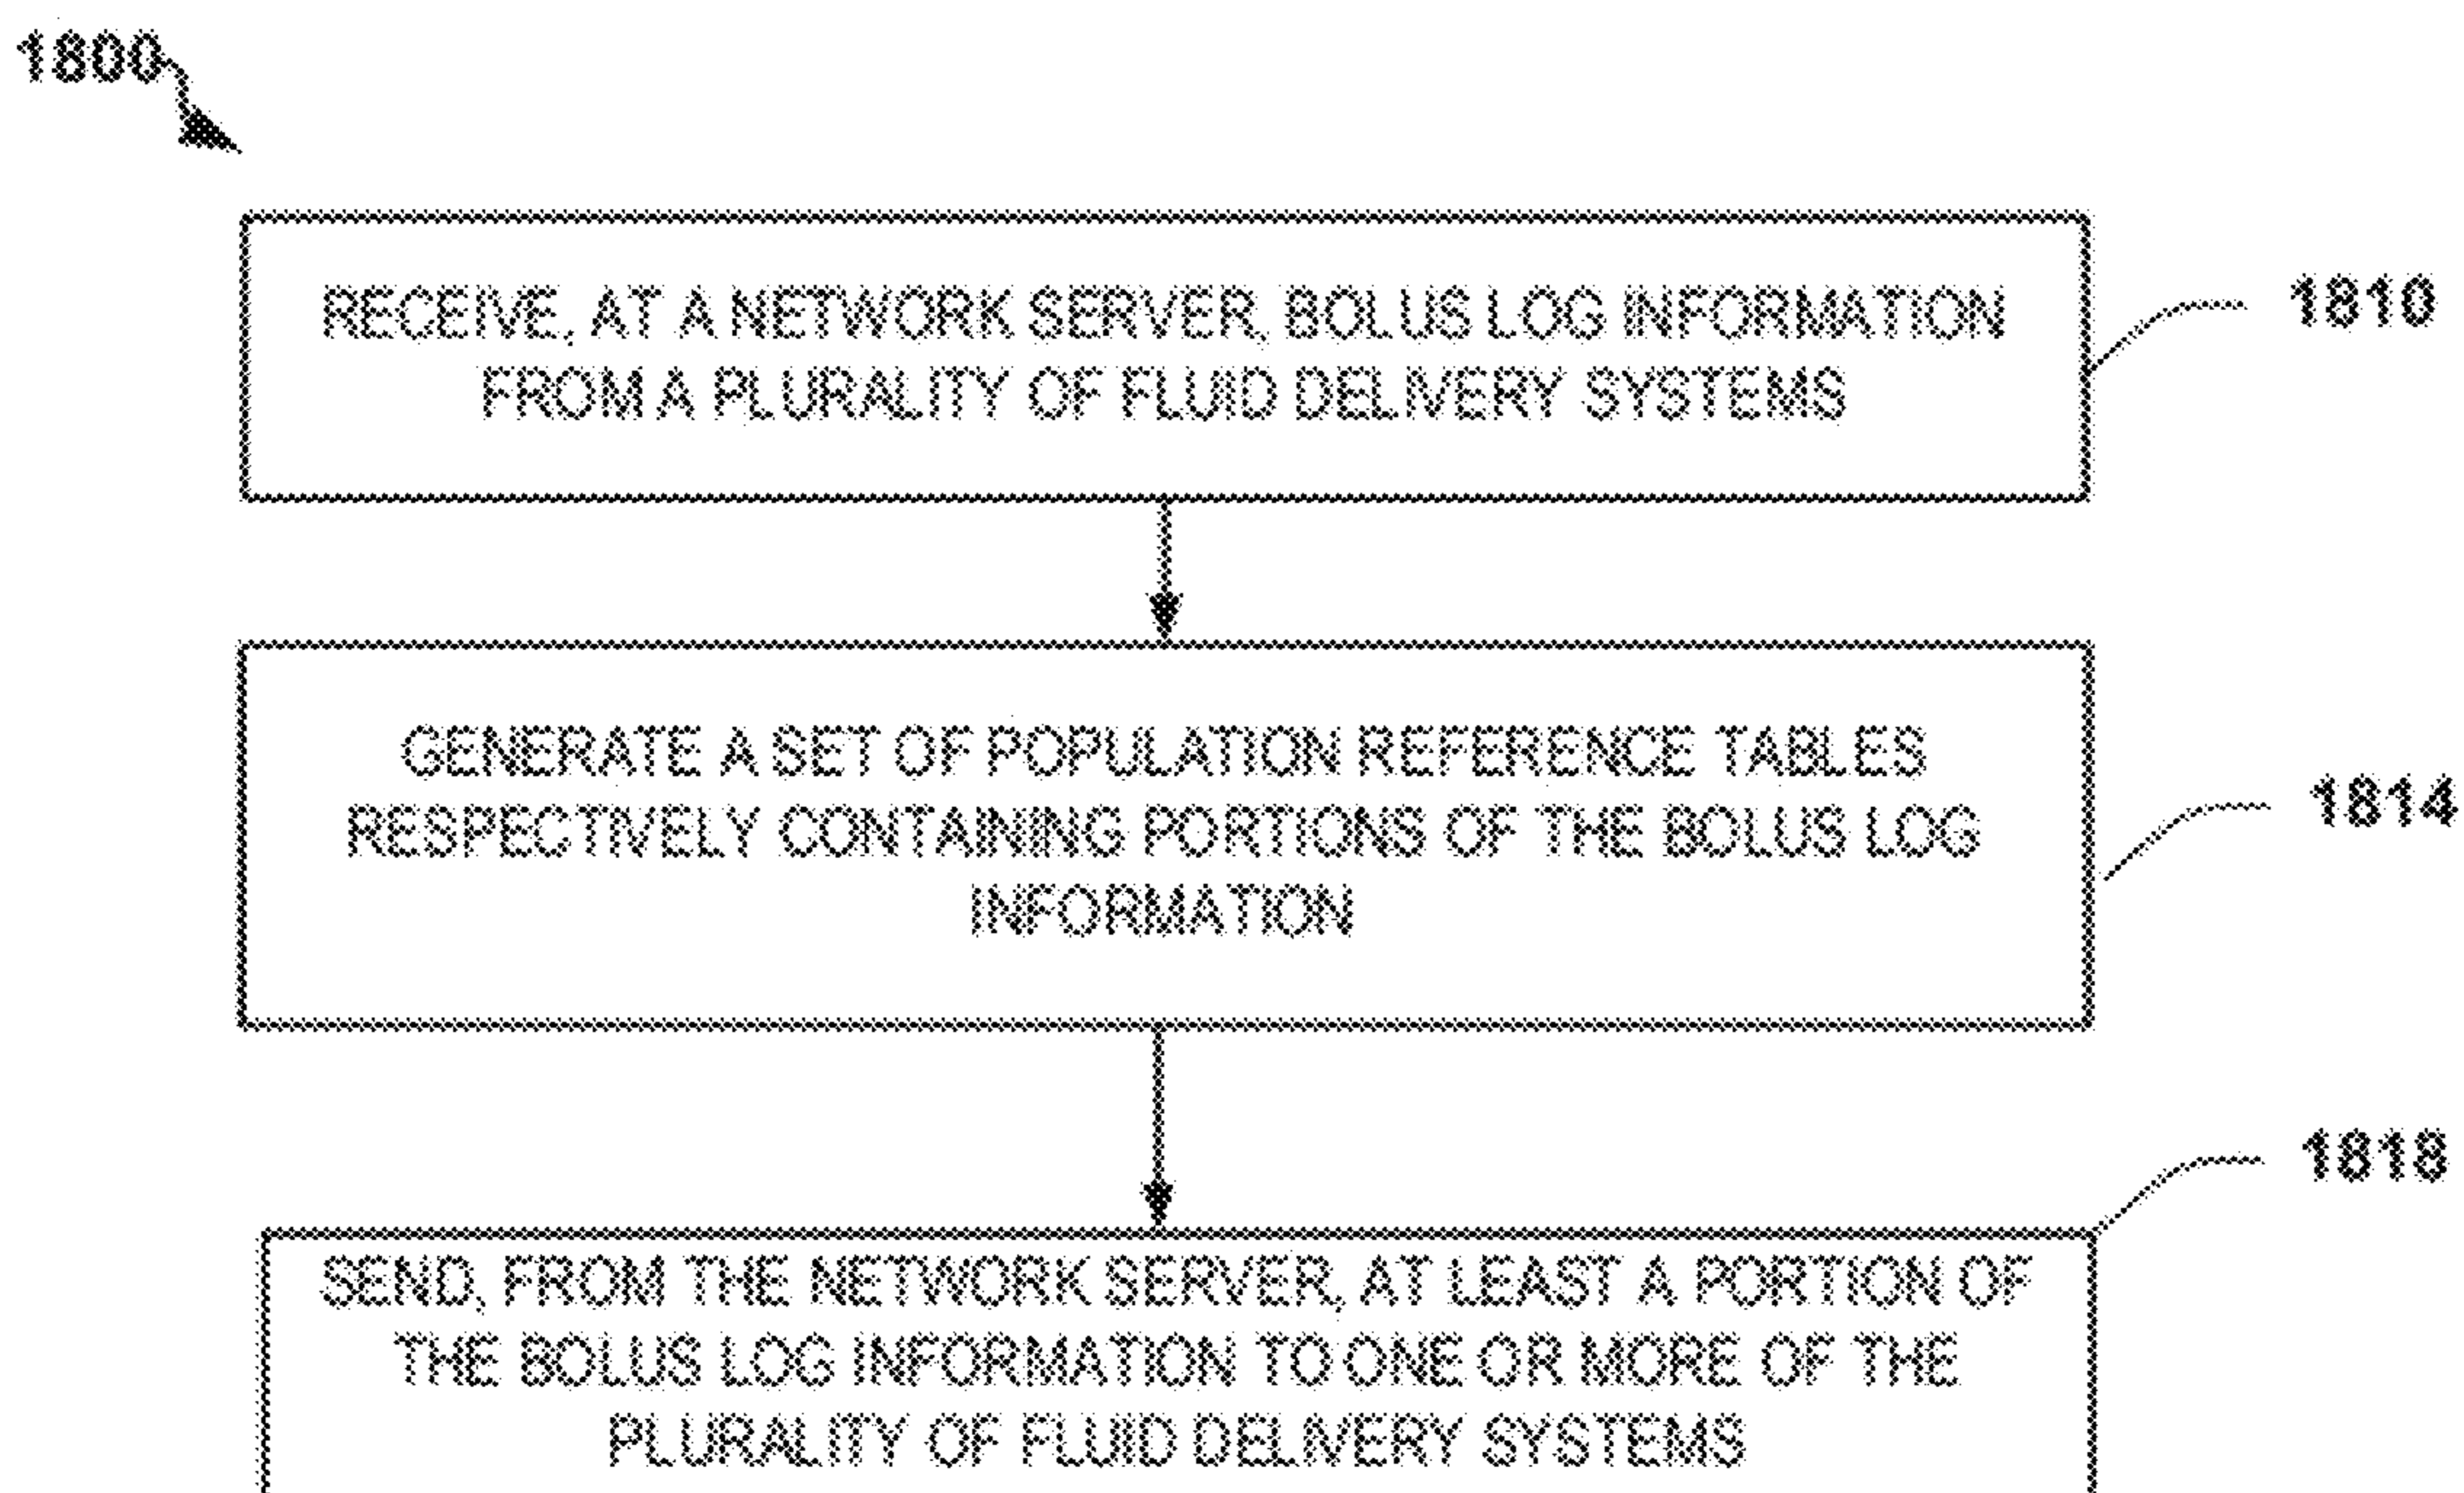 1800
RECEIVE, AT A NETWORK SERVER, BOLUS LOG INFORMATION
FROM A PLURALITY OF FLUID DELIVERY SYSTEMS
1810
GENERATE A SET OF POPULATION REFERENCE TABLES
RESPECTIVELY CONTAINING PORTIONS OF THE BOLUS LOG
INFORMATION
1814
1818
SEND, FROM THE NETWORK SERVER, AT LEAST A PORTION OF
THE BOLUS LOG INFORMATION TO ONE OR MORE OF THE
PLURALITY OF FLUID DELIVERY SYSTEMS